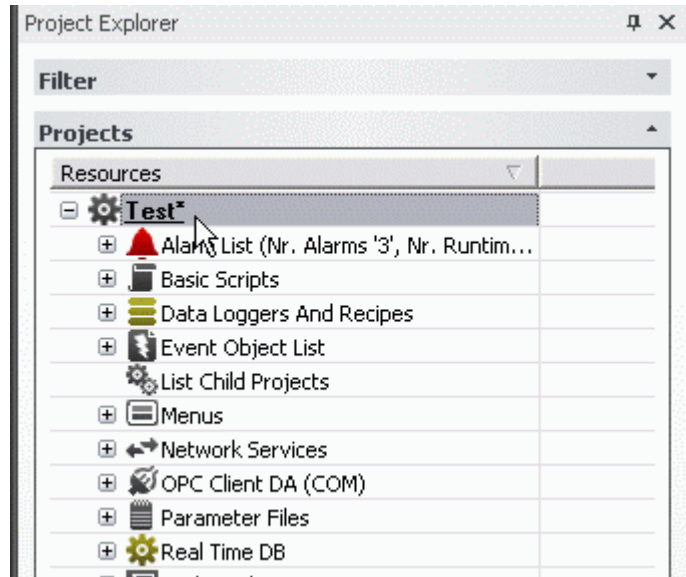 Project Explorer
Filter
Projects
Resources
Test*
Alarm List (Nr. Alarms '3', Nr. Runtim...
Basic Scripts
Data Loggers And Recipes
Event Object List
List Child Projects
Menus
Network Services
OPC Client DA (COM)
Parameter Files
Real Time DB